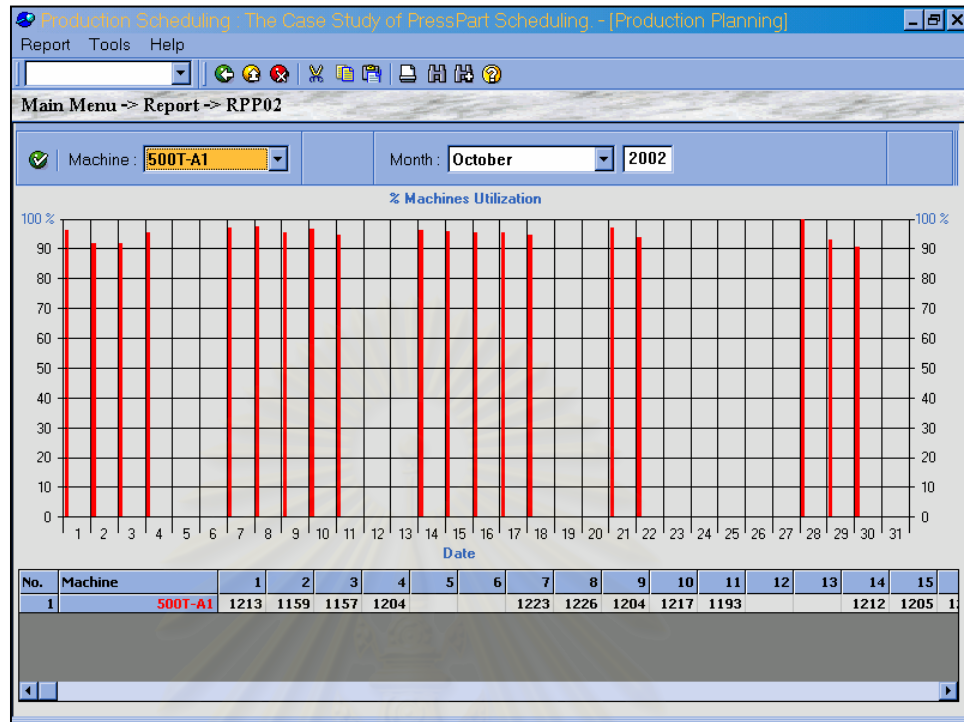 Production Scheduling : The Case Study of PressPart Scheduling. - [Production Planning]
Report Tools Help
Main Menu -> Report -> RPP02
Machine : 500T-A1 Month : October 2002
% Machines Utilization
100 % 100 %
90 90
80 80
70 70
60 60
50 50
40 40
30 30
20 20
10 10
0 0
1 2 3 4 5 6 7 8 9 10 11 12 13 14 15 16 17 18 19 20 21 22 23 24 25 26 27 28 29 30 31
Date
No. Machine 1 2 3 4 5 6 7 8 9 10 11 12 13 14 15 1
1 500T-A1 1213 1159 1157 1204 1223 1226 1204 1217 1193 1212 1205